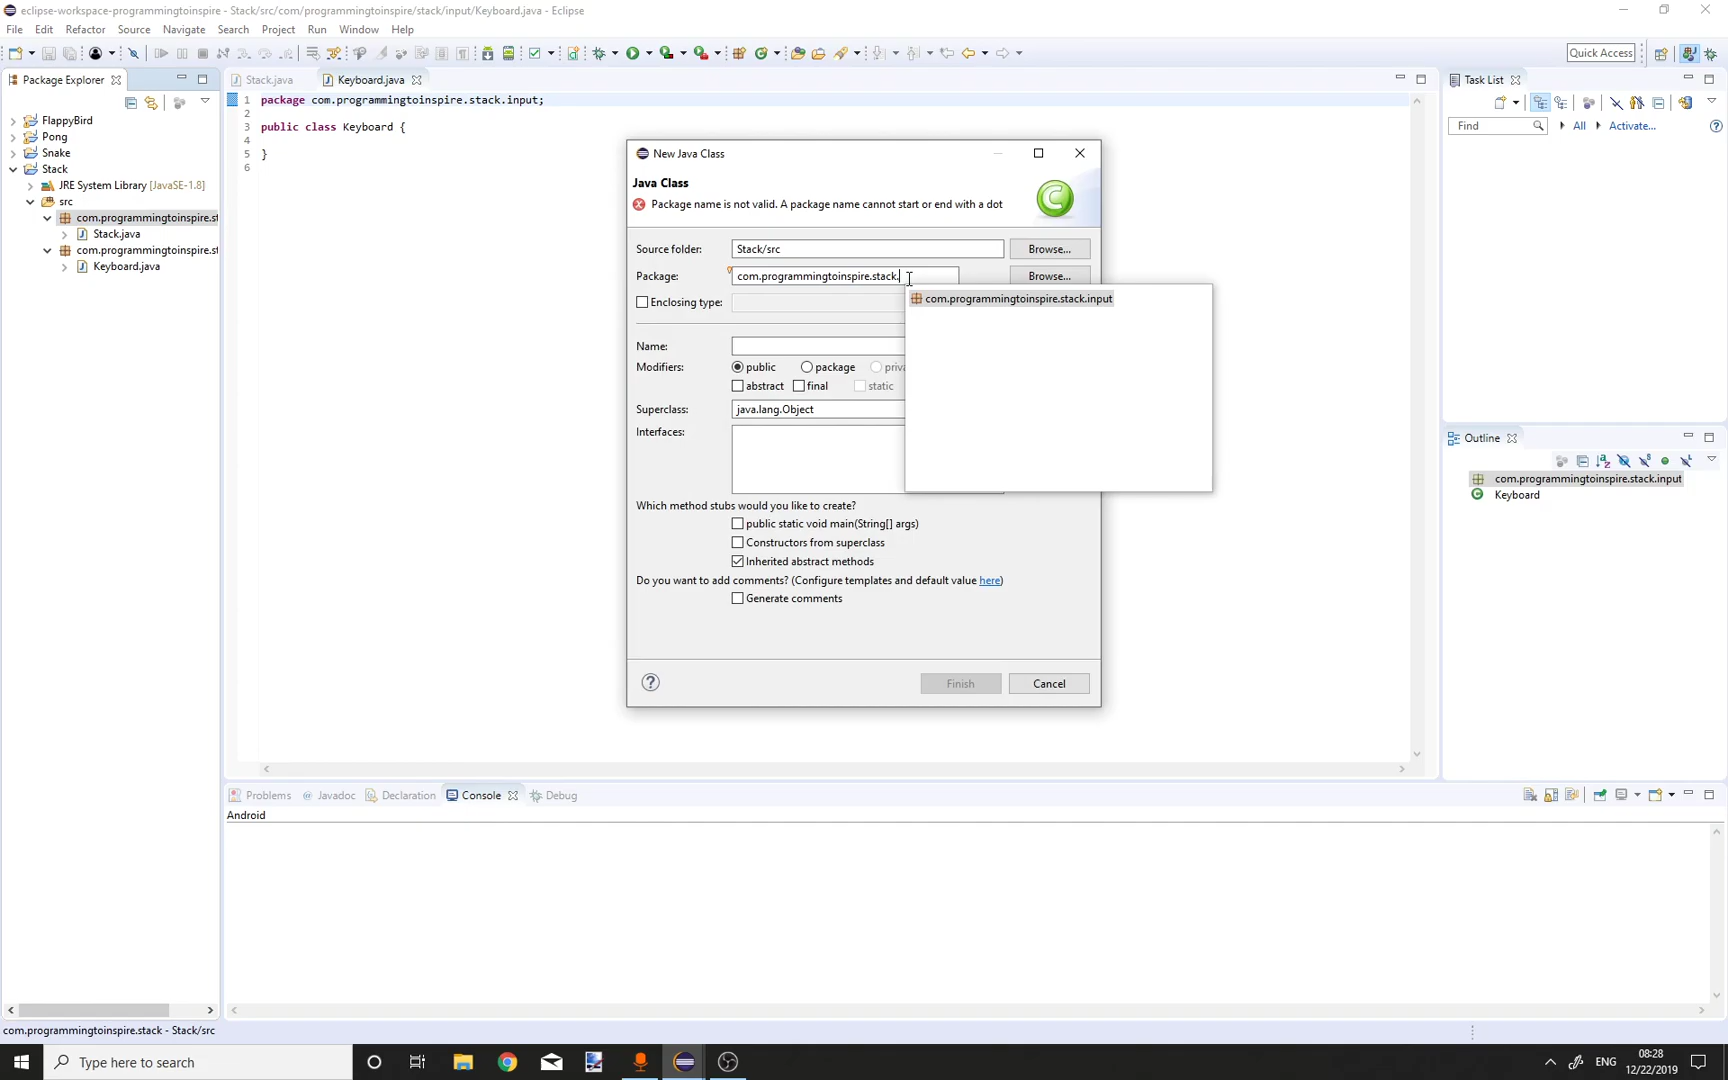 eclipse-workspace-programmingtoinspire - Stack/src/com/programmingtoinspire/stack/input/Keyboard.java - Eclipse
File Edit Refactor Source Navigate Search Project Run Window Help
Quick Access
Package Explorer
Stack.java Keyboard.java
Task List
1 package com.programmingtoinspire.stack.input;
2
3 public class Keyboard {
4
5 }
6
FlappyBird
Pong
Snake
Stack
JRE System Library [JavaSE-1.8]
src
com.programmingtoinspire.st
Stack.java
com.programmingtoinspire.st
Keyboard.java
Find All Activate...
New Java Class
Java Class
Package name is not valid. A package name cannot start or end with a dot
Source folder: Stack/src Browse...
Package: com.programmingtoinspire.stack. Browse...
com.programmingtoinspire.stack.input
Enclosing type:
Name:
Modifiers: public package priva
abstract final static
Superclass: java.lang.Object
Interfaces:
Which method stubs would you like to create?
public static void main(String[] args)
Constructors from superclass
Inherited abstract methods
Do you want to add comments? (Configure templates and default value here)
Generate comments
Finish Cancel
Outline
com.programmingtoinspire.stack.input
Keyboard
Problems Javadoc Declaration Console Debug
Android
com.programmingtoinspire.stack - Stack/src
Type here to search
ENG
08:28
12/22/2019